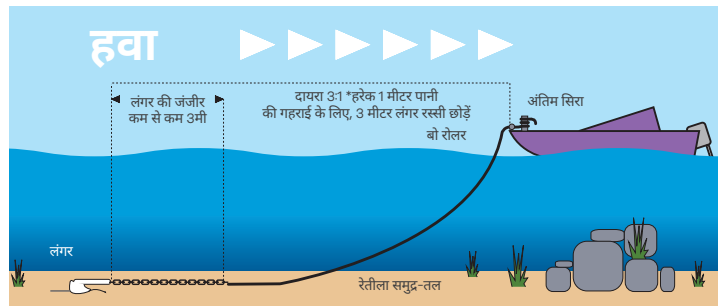 हवा
लंगर की जंजीर
कम से कम 3मी
दायरा 3:1 *हरेक 1 मीटर पानी
की गहराई के लिए, 3 मीटर लंगर रस्सी छोड़ें
अंतिम सिरा
बो रोलर
लंगर
रेतीला समुद्र-तल